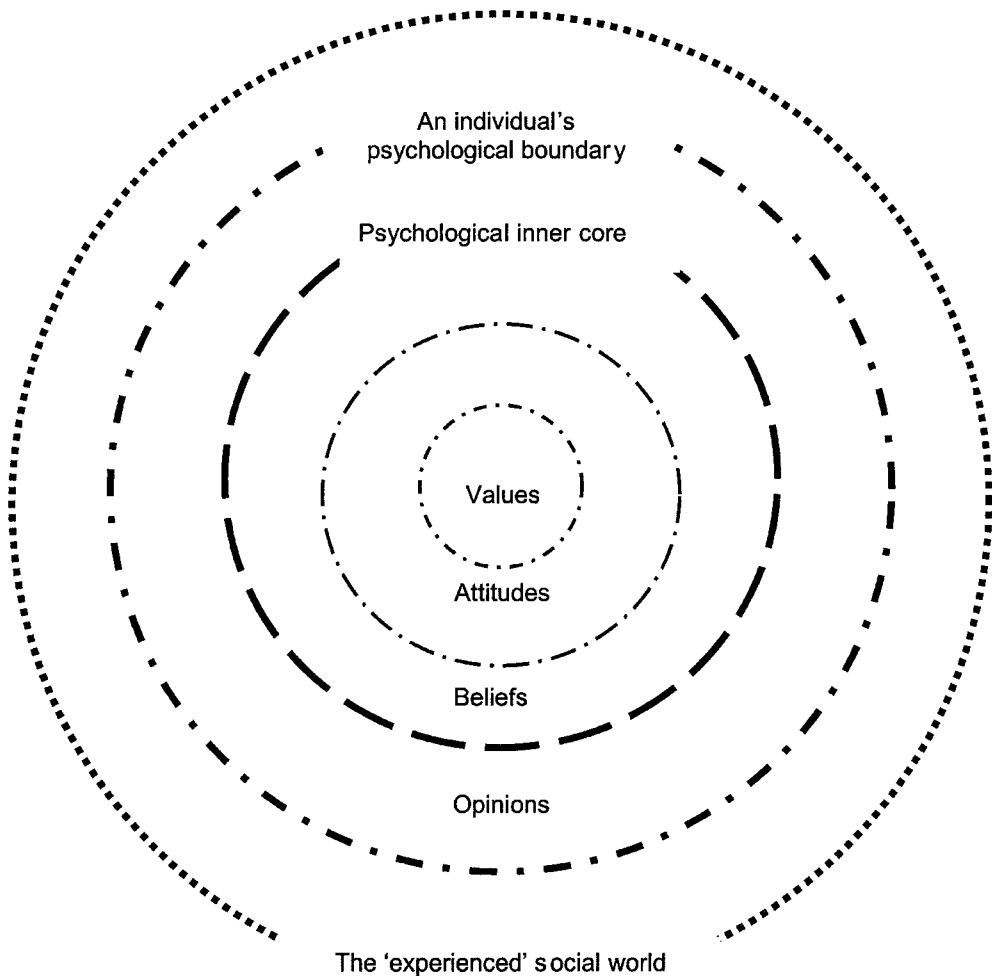 An individual's
psychological boundary
Psychological inner core
Values
Attitudes
Beliefs
Opinions
The ‘experienced’ social world